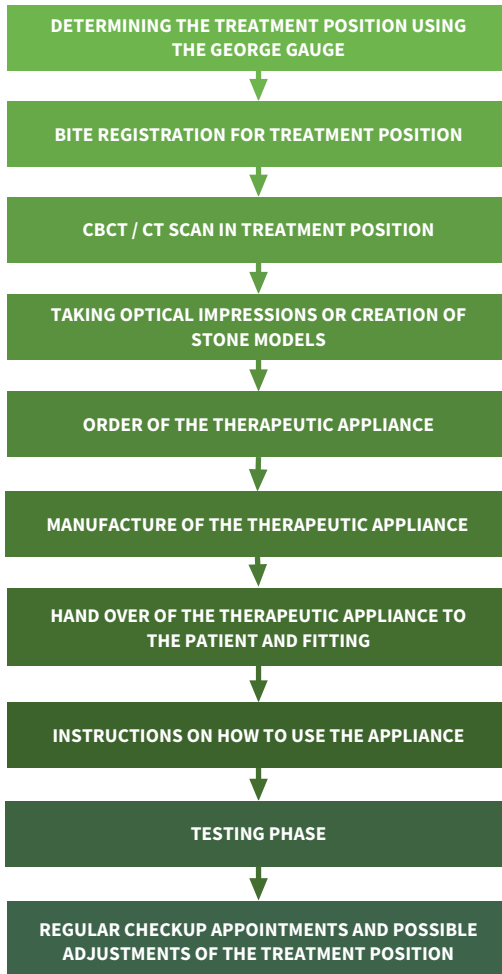 DETERMINING THE TREATMENT POSITION USING
THE GEORGE GAUGE
BITE REGISTRATION FOR TREATMENT POSITION
CBCT / CT SCAN IN TREATMENT POSITION
TAKING OPTICAL IMPRESSIONS OR CREATION OF
STONE MODELS
ORDER OF THE THERAPEUTIC APPLIANCE
MANUFACTURE OF THE THERAPEUTIC APPLIANCE
HAND OVER OF THE THERAPEUTIC APPLIANCE TO
THE PATIENT AND FITTING
INSTRUCTIONS ON HOW TO USE THE APPLIANCE
TESTING PHASE
REGULAR CHECKUP APPOINTMENTS AND POSSIBLE
ADJUSTMENTS OF THE TREATMENT POSITION